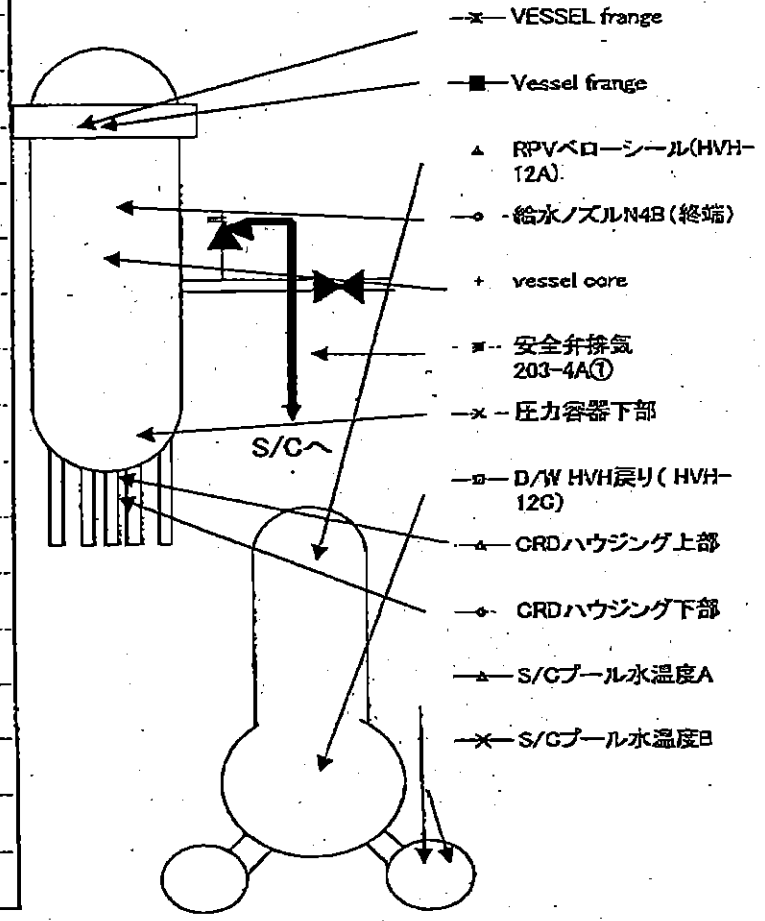 VESSEL frange
Vessel frange
RPVベローシール(HVH-
12A)
給水ノズルN4B(終端)
vessel core
安全弁排気
203-4A①
圧力容器下部
S/Cへ
D/W HVH戻り( HVH-
12C)
CRDハウジング上部
CRDハウジング下部
S/Cプール水温度A
S/Cプール水温度B